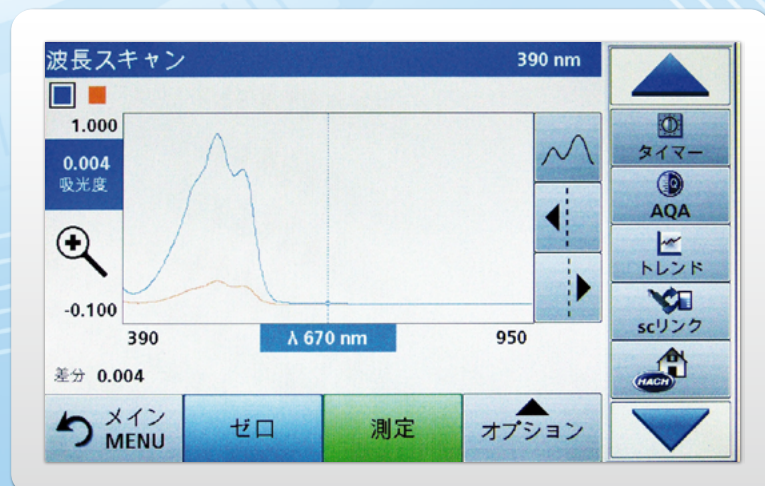 波長スキャン
390 nm
1.000
0.004
吸光度
-0.100
390
λ 670 nm
950
差分 0.004
メイン
MENU
ゼロ
測定
オプション
タイマー
AQA
トレンド
scリンク
HACH